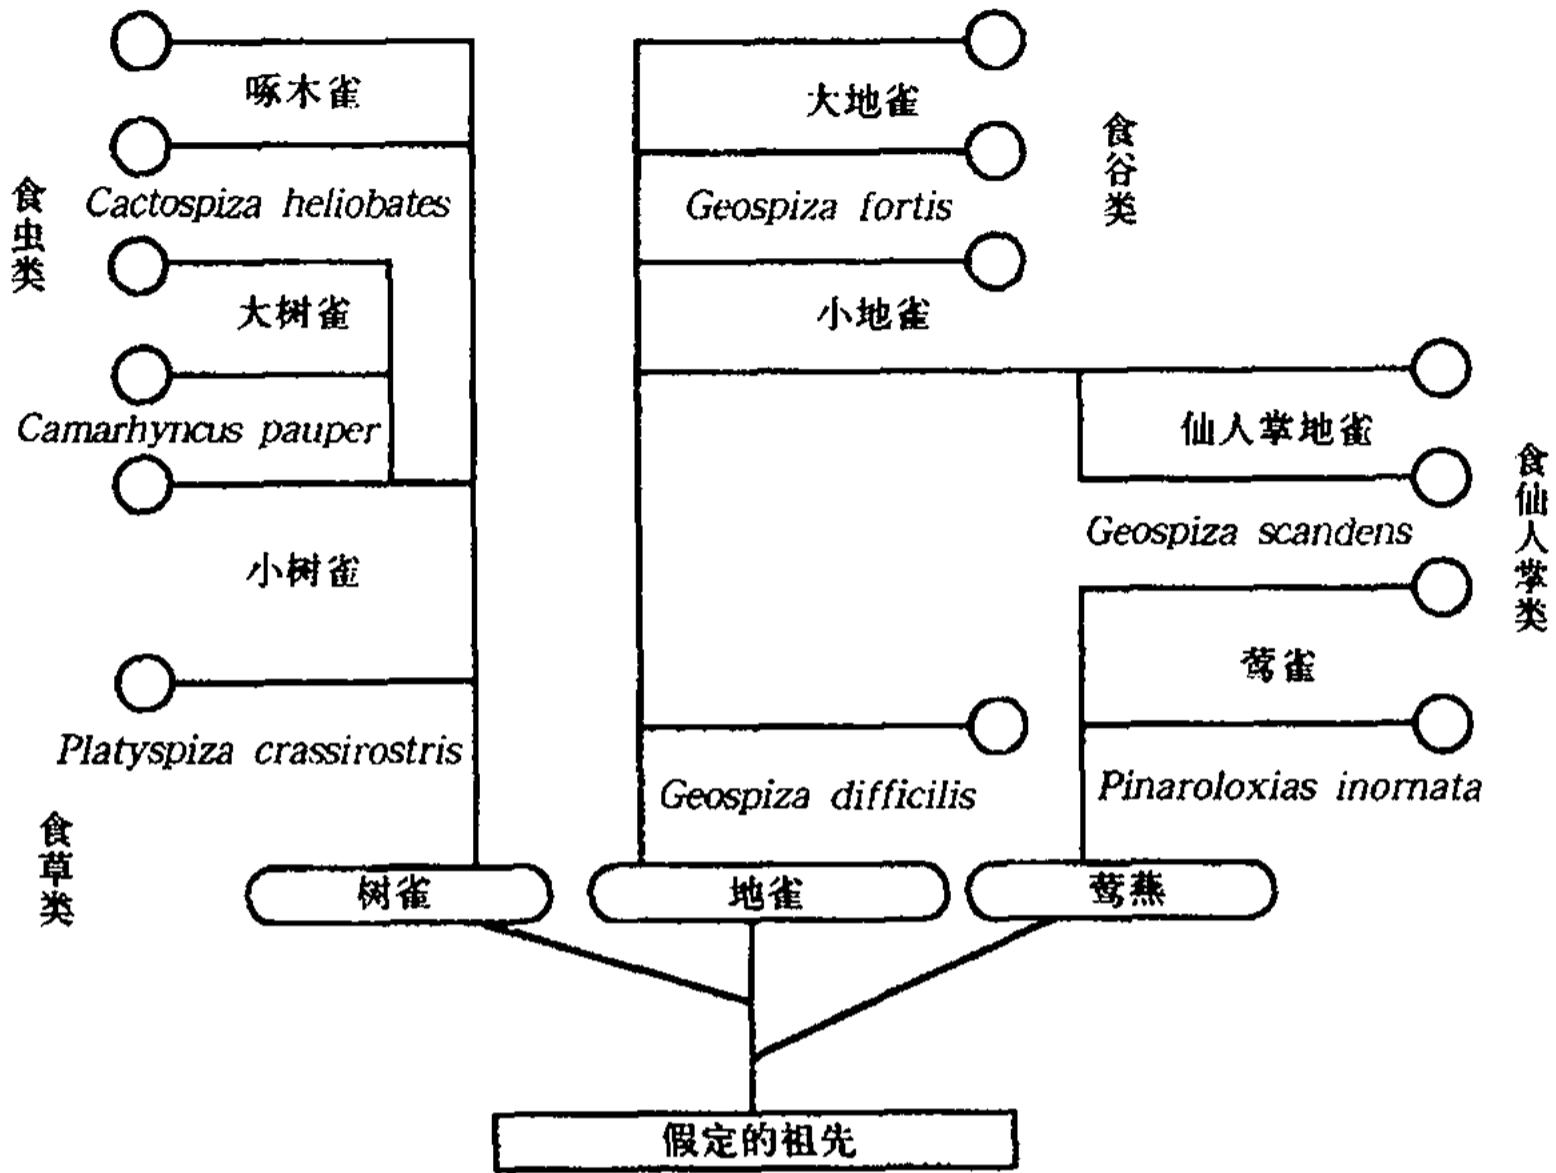 啄木雀
大地雀
食谷类
食虫类
Cactospiza heliobates
Geospiza fortis
大树雀
小地雀
Camarhyncus pauper
仙人掌地雀
食仙人掌类
Geospiza scandens
小树雀
莺雀
Platyspiza crassirostris
Geospiza difficilis
Pinaroloxias inornata
食草类
树雀
地雀
莺燕
假定的祖先